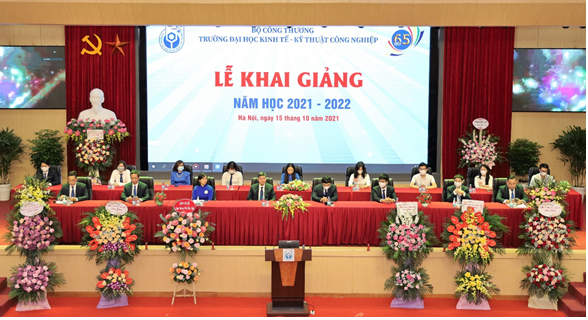 BỘ CÔNG THƯƠNG
TRƯỜNG ĐẠI HỌC KINH TẾ - KỸ THUẬT CÔNG NGHIỆP
65
LỄ KHAI GIẢNG
NĂM HỌC 2021 - 2022
Hà Nội, ngày 15 tháng 10 năm 2021